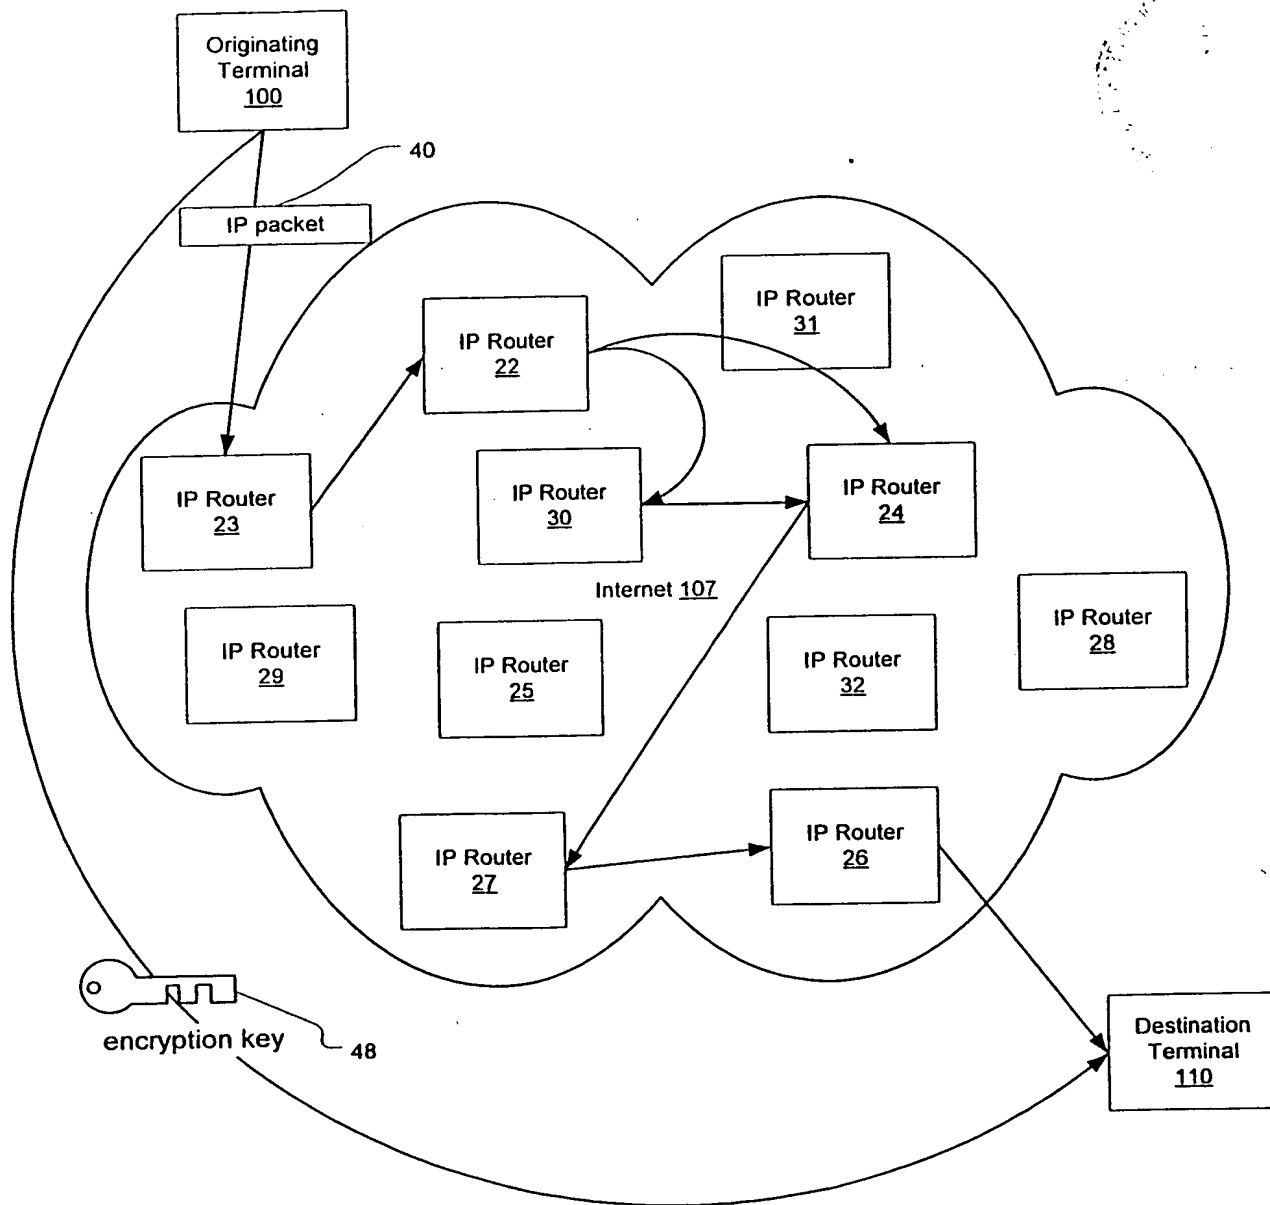 Originating
Terminal
100
40
IP packet
IP Router
31
IP Router
22
IP Router
23
IP Router
30
IP Router
24
Internet 107
IP Router
28
IP Router
29
IP Router
25
IP Router
32
IP Router
27
IP Router
26
encryption key
48
Destination
Terminal
110